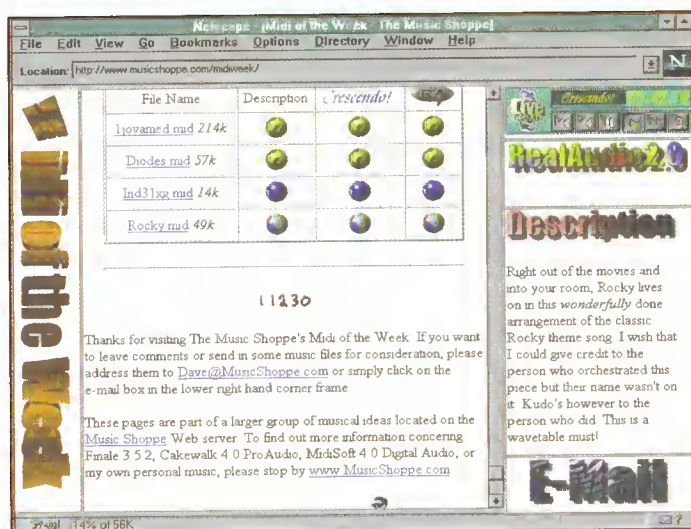 Netscape - [Midi of the Week The Music Shoppe]
File Edit View Go Bookmarks Options Directory Window Help
Location: http://www.musicshoppe.com/midiweek/
Midi of the Week
File Name Description Crescendo! RA
1jovamed mid 214k
Diodes mid 57k
Ind31xg mid 14k
Rocky mid 49k
11230
Thanks for visiting The Music Shoppe's Midi of the Week If you want
to leave comments or send in some music files for consideration, please
address them to Dave@MusicShoppe com or simply click on the
e-mail box in the lower right hand corner frame
These pages are part of a larger group of musical ideas located on the
Music Shoppe Web server To find out more information concering
Finale 3 5 2, Cakewalk 4 0 ProAudio, MidiSoft 4 0 Digital Audio, or
my own personal music, please stop by www MusicShoppe com
Live Crescendo!
RealAudio2.0
Description
Right out of the movies and
into your room, Rocky lives
on in this wonderfully done
arrangement of the classic
Rocky theme song I wish that
I could give credit to the
person who orchestrated this
piece but their name wasn't on
it Kudo's however to the
person who did This is a
wavetable must!
E-Mail
14% of 56K